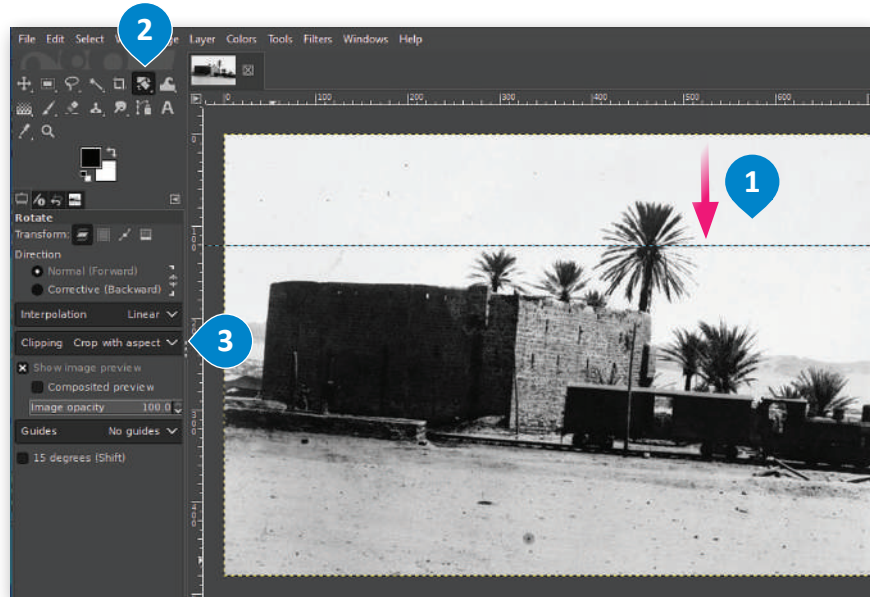 2
File Edit Select ge Layer Colors Tools Filters Windows Help
0 100 200 300 400 500 600
A
1
Rotate
Transform:
Direction
Normal (Forward)
Corrective (Backward)
Interpolation Linear
Clipping Crop with aspect
3
Show image preview
Composited preview
Image opacity 100.0
Guides No guides
15 degrees (Shift)